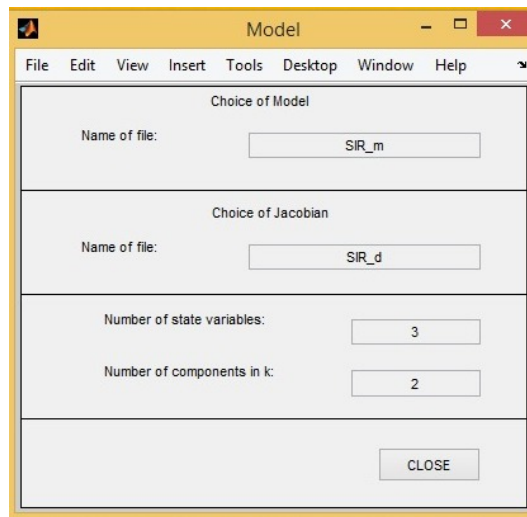 Model
File Edit View Insert Tools Desktop Window Help
Choice of Model
Name of file: SIR_m
Choice of Jacobian
Name of file: SIR_d
Number of state variables: 3
Number of components in k: 2
CLOSE